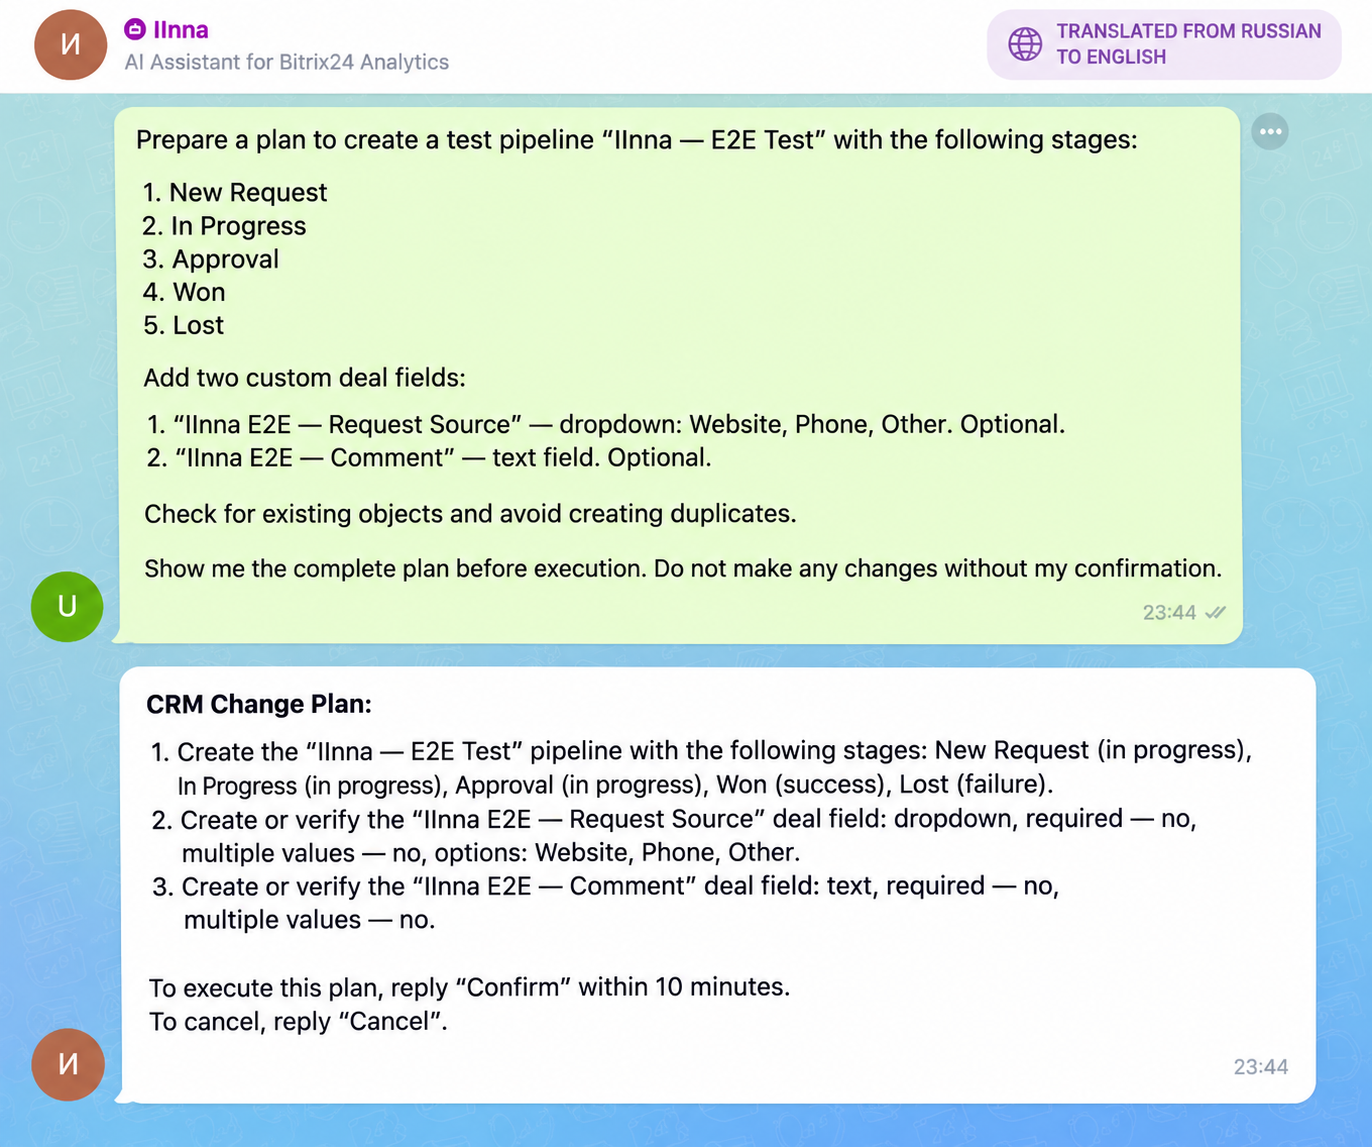 И
IInna
AI Assistant for Bitrix24 Analytics
TRANSLATED FROM RUSSIAN
TO ENGLISH
Prepare a plan to create a test pipeline “IInna — E2E Test” with the following stages:
1. New Request
2. In Progress
3. Approval
4. Won
5. Lost
Add two custom deal fields:
1. “IInna E2E — Request Source” — dropdown: Website, Phone, Other. Optional.
2. “IInna E2E — Comment” — text field. Optional.
Check for existing objects and avoid creating duplicates.
Show me the complete plan before execution. Do not make any changes without my confirmation.
23:44
U
CRM Change Plan:
1. Create the “IInna — E2E Test” pipeline with the following stages: New Request (in progress),
In Progress (in progress), Approval (in progress), Won (success), Lost (failure).
2. Create or verify the “IInna E2E — Request Source” deal field: dropdown, required — no,
multiple values — no, options: Website, Phone, Other.
3. Create or verify the “IInna E2E — Comment” deal field: text, required — no,
multiple values — no.
To execute this plan, reply “Confirm” within 10 minutes.
To cancel, reply “Cancel”.
23:44
И